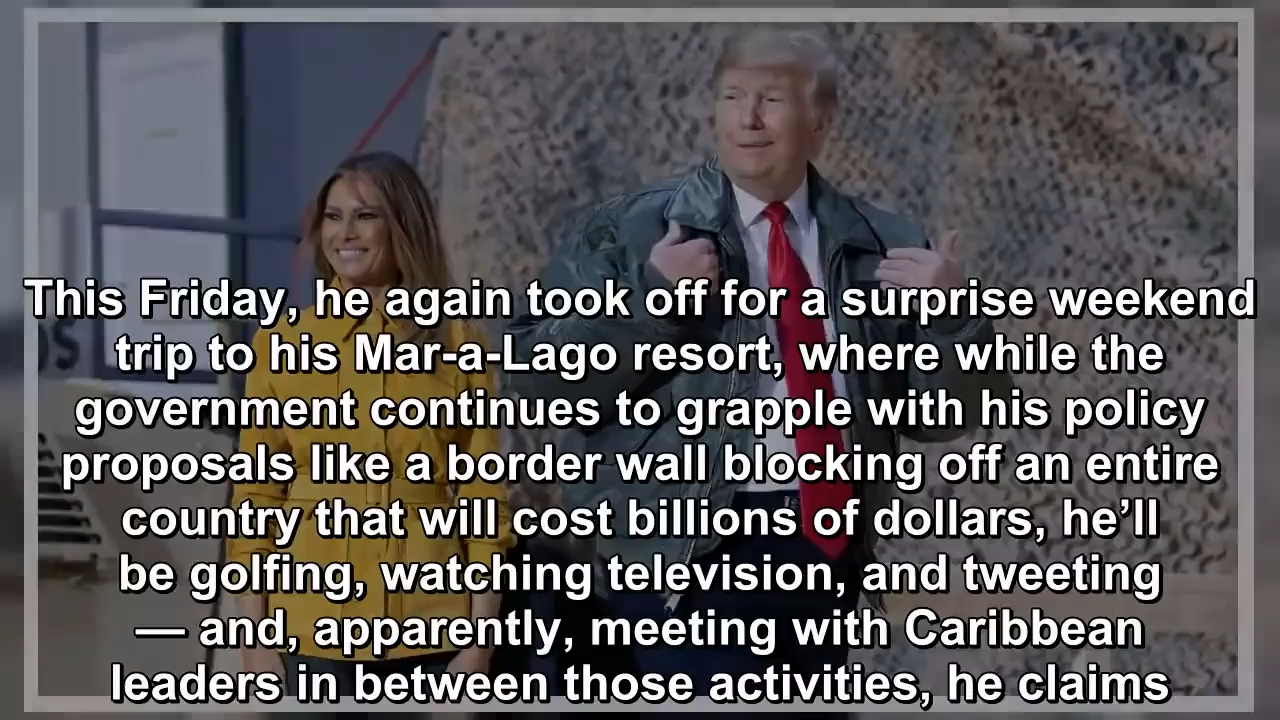 This Friday, he again took off for a surprise weekend
trip to his Mar-a-Lago resort, where while the
government continues to grapple with his policy
proposals like a border wall blocking off an entire
country that will cost billions of dollars, he’ll
be golfing, watching television, and tweeting
— and, apparently, meeting with Caribbean
leaders in between those activities, he claims